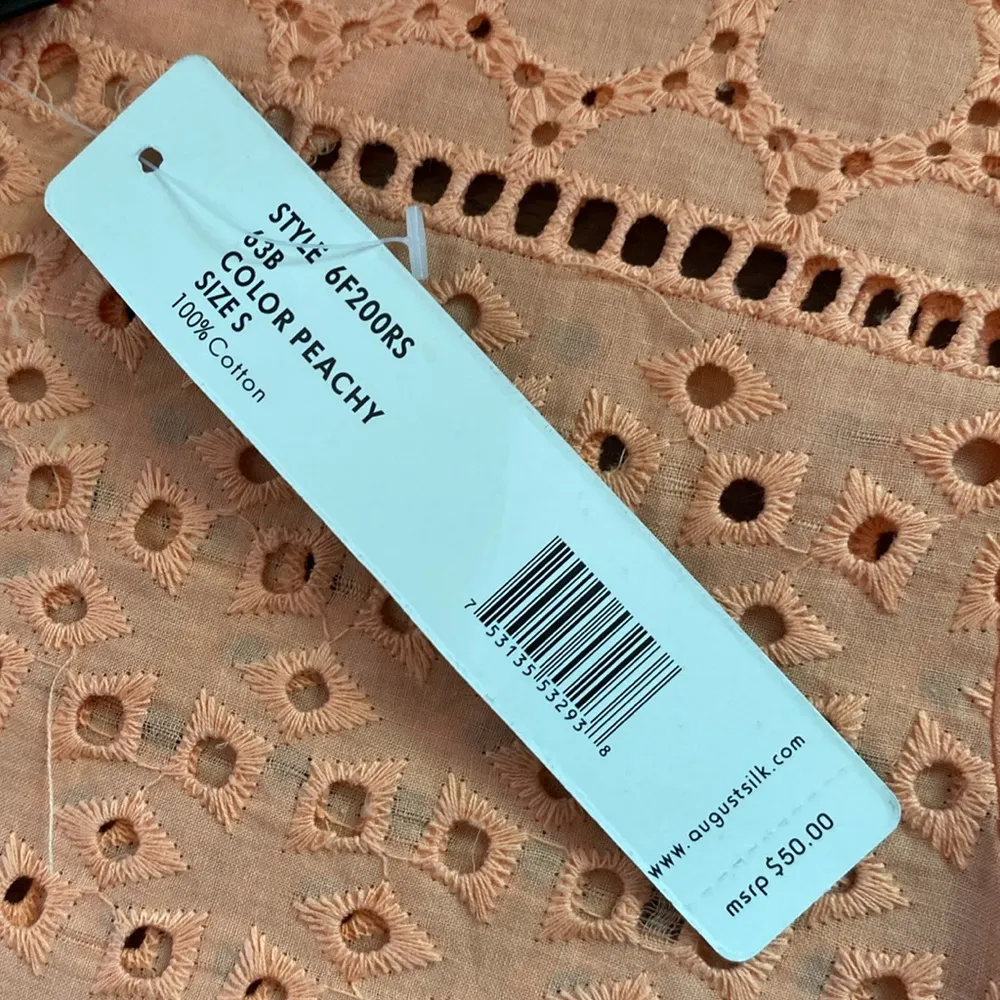 STYLE 6F200RS
63B
COLOR PEACHY
SIZE S
100% Cotton
7 53135 53293 8
www.augustsilk.com
msrp $50.00